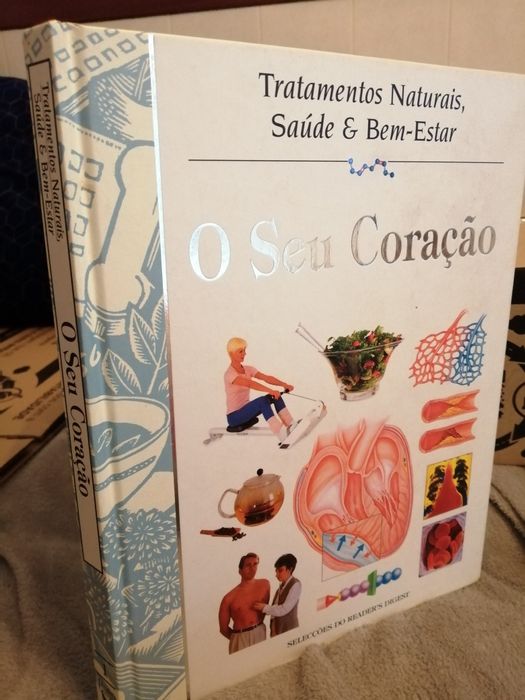 Tratamentos Naturais,
Saúde & Bem-Estar
O Seu Coração
SELECÇÕES DO READER'S DIGEST
Tratamentos Naturais,
Saúde & Bem-Estar
O Seu Coração